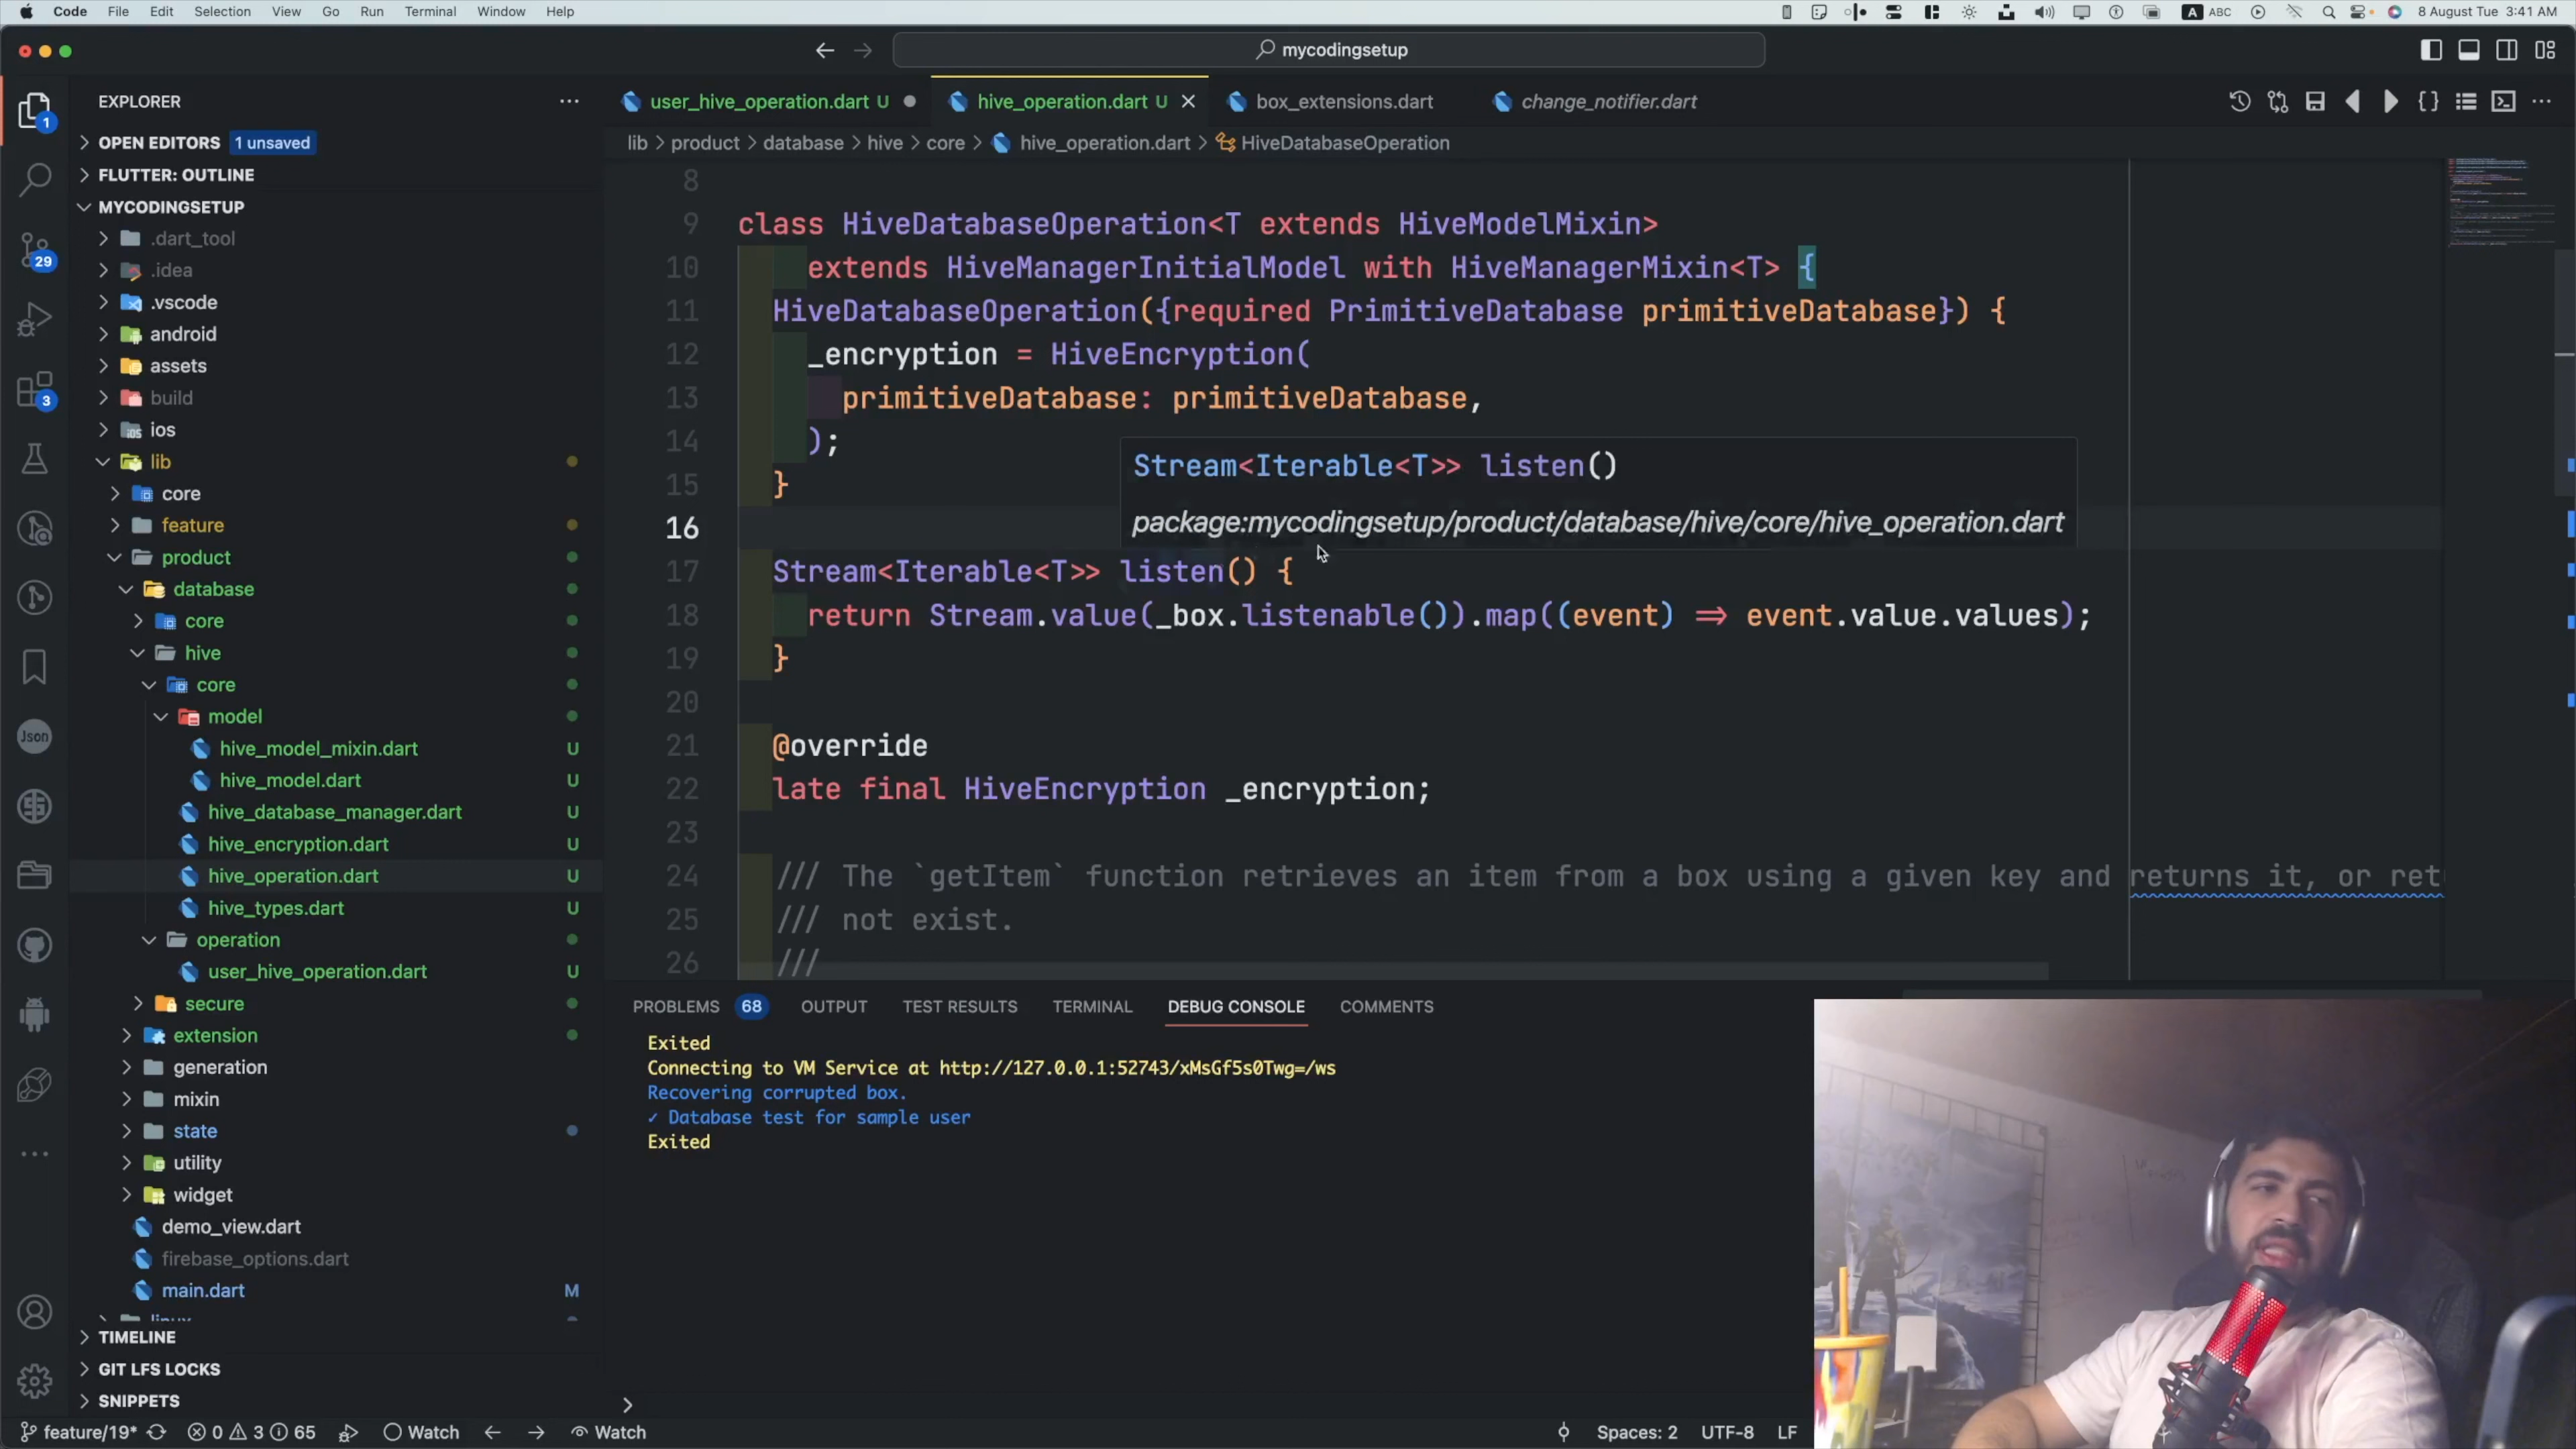 Code File Edit Selection View Go Run Terminal Window Help
A ABC 8 August Tue 3:41 AM
mycodingsetup
EXPLORER
user_hive_operation.dart U
hive_operation.dart U
box_extensions.dart
change_notifier.dart
1
OPEN EDITORS 1 unsaved
lib > product > database > hive > core > hive_operation.dart > HiveDatabaseOperation
FLUTTER: OUTLINE
MYCODINGSETUP
.dart_tool
.idea
29
.vscode
android
assets
3
build
ios
lib
core
feature
product
database
core
hive
core
model
Json
hive_model_mixin.dart U
hive_model.dart U
hive_database_manager.dart U
hive_encryption.dart U
hive_operation.dart U
hive_types.dart U
operation
user_hive_operation.dart U
secure
extension
generation
mixin
state
utility
widget
demo_view.dart
firebase_options.dart
main.dart M
linux
TIMELINE
GIT LFS LOCKS
SNIPPETS
8
9 class HiveDatabaseOperation<T extends HiveModelMixin>
10 extends HiveManagerInitialModel with HiveManagerMixin<T> {
11 HiveDatabaseOperation({required PrimitiveDatabase primitiveDatabase}) {
12 _encryption = HiveEncryption(
13 primitiveDatabase: primitiveDatabase,
14 );
15 }
Stream<Iterable<T>> listen()
package:mycodingsetup/product/database/hive/core/hive_operation.dart
16
17 Stream<Iterable<T>> listen() {
18 return Stream.value(_box.listenable()).map((event) => event.value.values);
19 }
20
21 @override
22 late final HiveEncryption _encryption;
23
24 /// The `getItem` function retrieves an item from a box using a given key and returns it, or ret
25 /// not exist.
26 ///
PROBLEMS 68 OUTPUT TEST RESULTS TERMINAL DEBUG CONSOLE COMMENTS
Exited
Connecting to VM Service at http://127.0.0.1:52743/xMsGf5s0Twg=/ws
Recovering corrupted box.
✓ Database test for sample user
Exited
feature/19* 0 3 65 Watch Watch Spaces: 2 UTF-8 LF